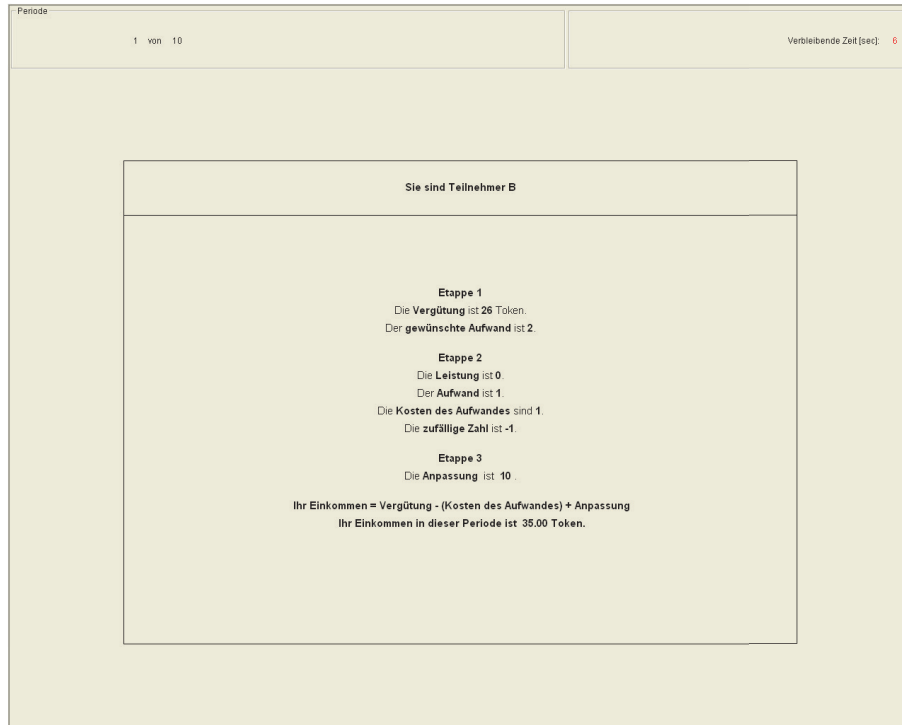 Periode
1 von 10
Verbleibende Zeit [sec]: 6
Sie sind Teilnehmer B
Etappe 1
Die Vergütung ist 26 Token.
Der gewünschte Aufwand ist 2.
Etappe 2
Die Leistung ist 0.
Der Aufwand ist 1.
Die Kosten des Aufwandes sind 1.
Die zufällige Zahl ist -1.
Etappe 3
Die Anpassung ist 10 .
Ihr Einkommen = Vergütung - (Kosten des Aufwandes) + Anpassung
Ihr Einkommen in dieser Periode ist 35.00 Token.